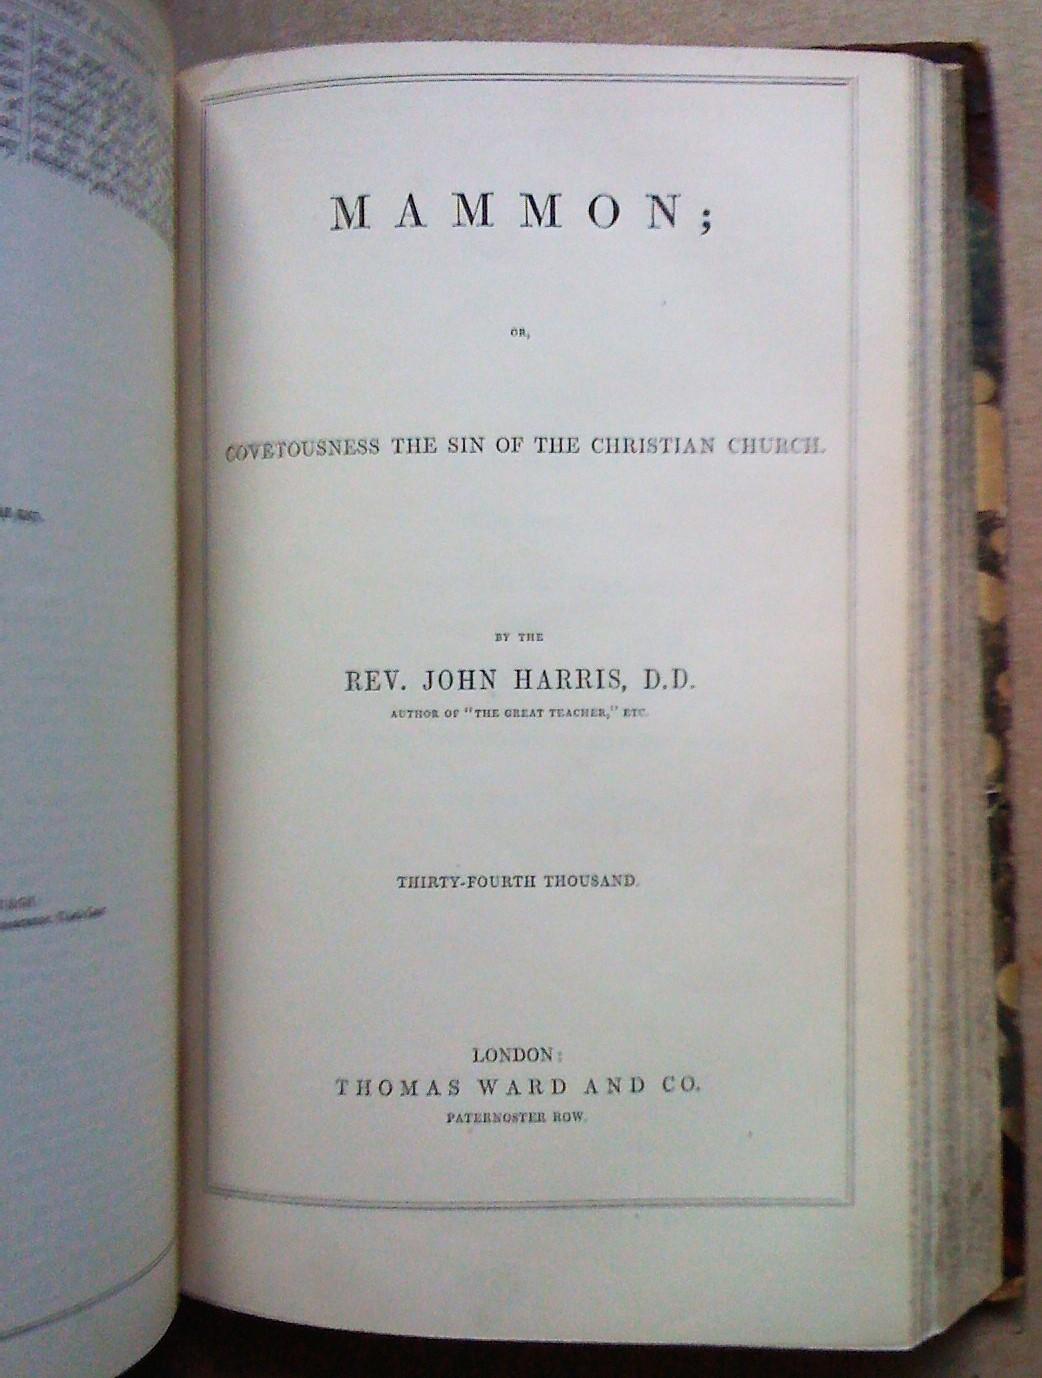 MAMMON;
OR,
COVETOUSNESS THE SIN OF THE CHRISTIAN CHURCH.
BY THE
REV. JOHN HARRIS, D.D.
AUTHOR OF "THE GREAT TEACHER," ETC.
THIRTY-FOURTH THOUSAND.
LONDON:
THOMAS WARD AND CO.
PATERNOSTER ROW.